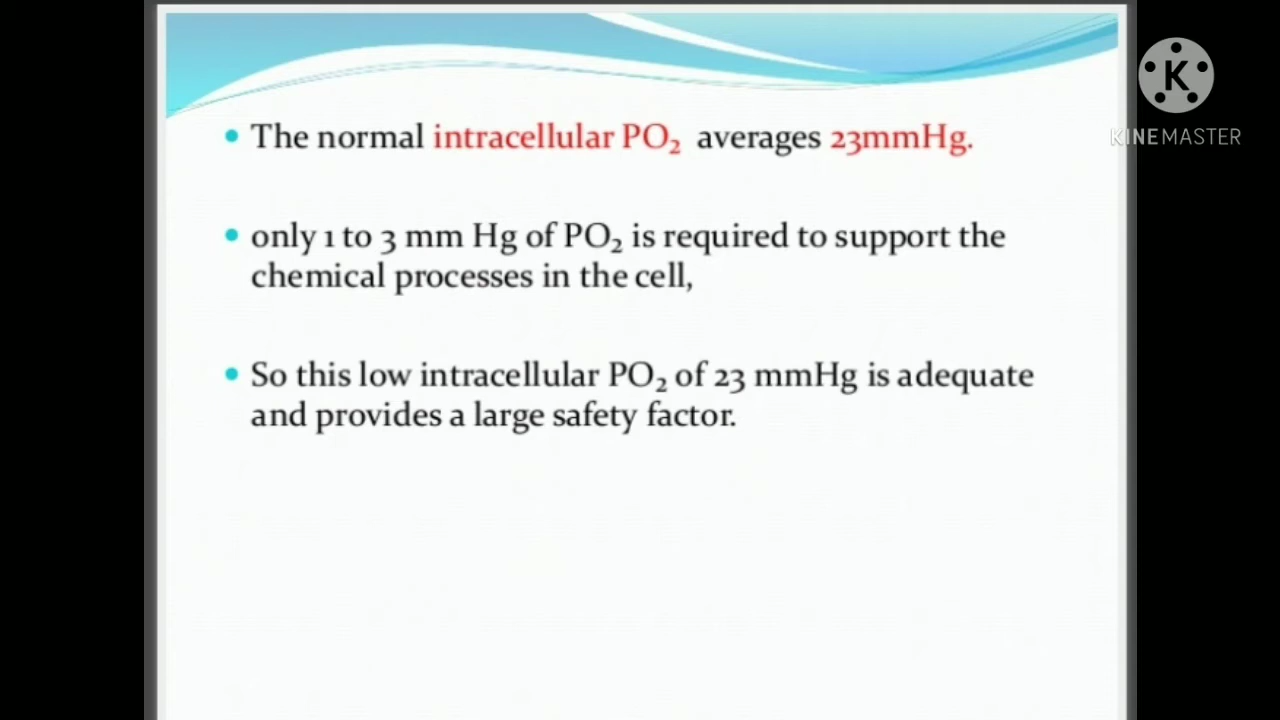 The normal intracellular PO₂ averages 23mmHg.
KINEMASTER
only 1 to 3 mm Hg of PO₂ is required to support the
chemical processes in the cell,
So this low intracellular PO₂ of 23 mmHg is adequate
and provides a large safety factor.